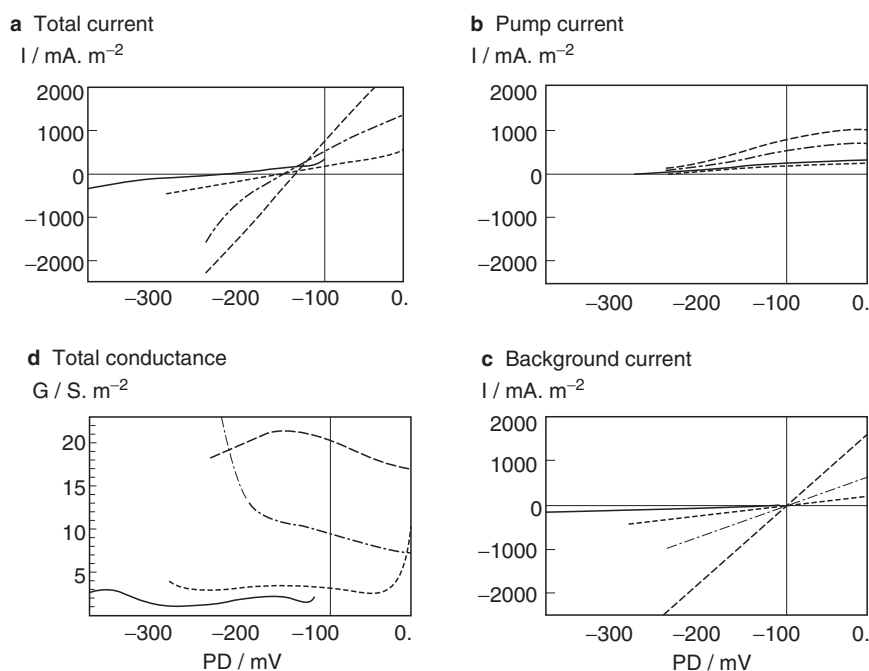 a Total current
I / mA. m⁻²
2000
1000
0
−1000
−2000
−300 −200 −100 0.
b Pump current
I / mA. m⁻²
2000
1000
0
−1000
−2000
−300 −200 −100 0.
d Total conductance
G / S. m⁻²
20
15
10
5
−300 −200 −100 0.
PD / mV
c Background current
I / mA. m⁻²
2000
1000
0
−1000
−2000
−300 −200 −100 0.
PD / mV